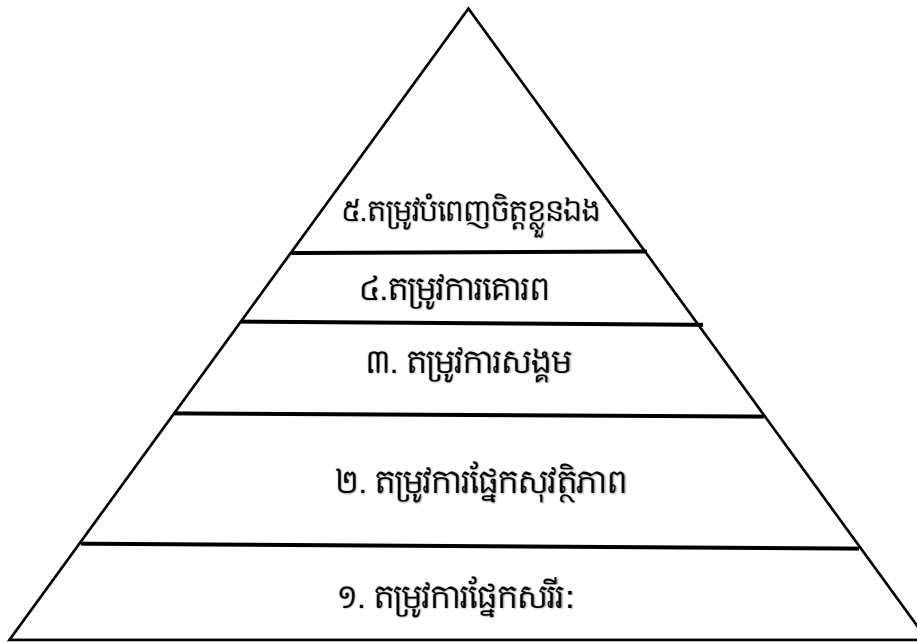 ៥.តម្រូវបំពេញចិត្តខ្លួនឯង
៤.តម្រូវការគោរព
៣. តម្រូវការសង្គម
២. តម្រូវការផ្នែកសុវត្ថិភាព
១. តម្រូវការផ្នែកសរីរៈ